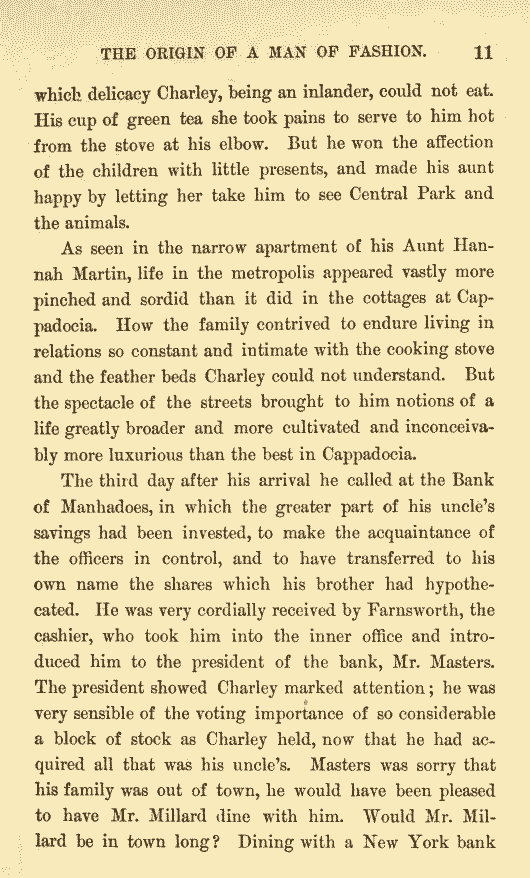 THE ORIGIN OF A MAN OF FASHION. 11
which delicacy Charley, being an inlander, could not eat.
His cup of green tea she took pains to serve to him hot
from the stove at his elbow. But he won the affection
of the children with little presents, and made his aunt
happy by letting her take him to see Central Park and
the animals.
As seen in the narrow apartment of his Aunt Han-
nah Martin, life in the metropolis appeared vastly more
pinched and sordid than it did in the cottages at Cap-
padocia. How the family contrived to endure living in
relations so constant and intimate with the cooking stove
and the feather beds Charley could not understand. But
the spectacle of the streets brought to him notions of a
life greatly broader and more cultivated and inconceiva-
bly more luxurious than the best in Cappadocia.
The third day after his arrival he called at the Bank
of Manhadoes, in which the greater part of his uncle's
savings had been invested, to make the acquaintance of
the officers in control, and to have transferred to his
own name the shares which his brother had hypothe-
cated. He was very cordially received by Farnsworth, the
cashier, who took him into the inner office and intro-
duced him to the president of the bank, Mr. Masters.
The president showed Charley marked attention; he was
very sensible of the voting importance of so considerable
a block of stock as Charley held, now that he had ac-
quired all that was his uncle's. Masters was sorry that
his family was out of town, he would have been pleased
to have Mr. Millard dine with him. Would Mr. Mil-
lard be in town long? Dining with a New York bank